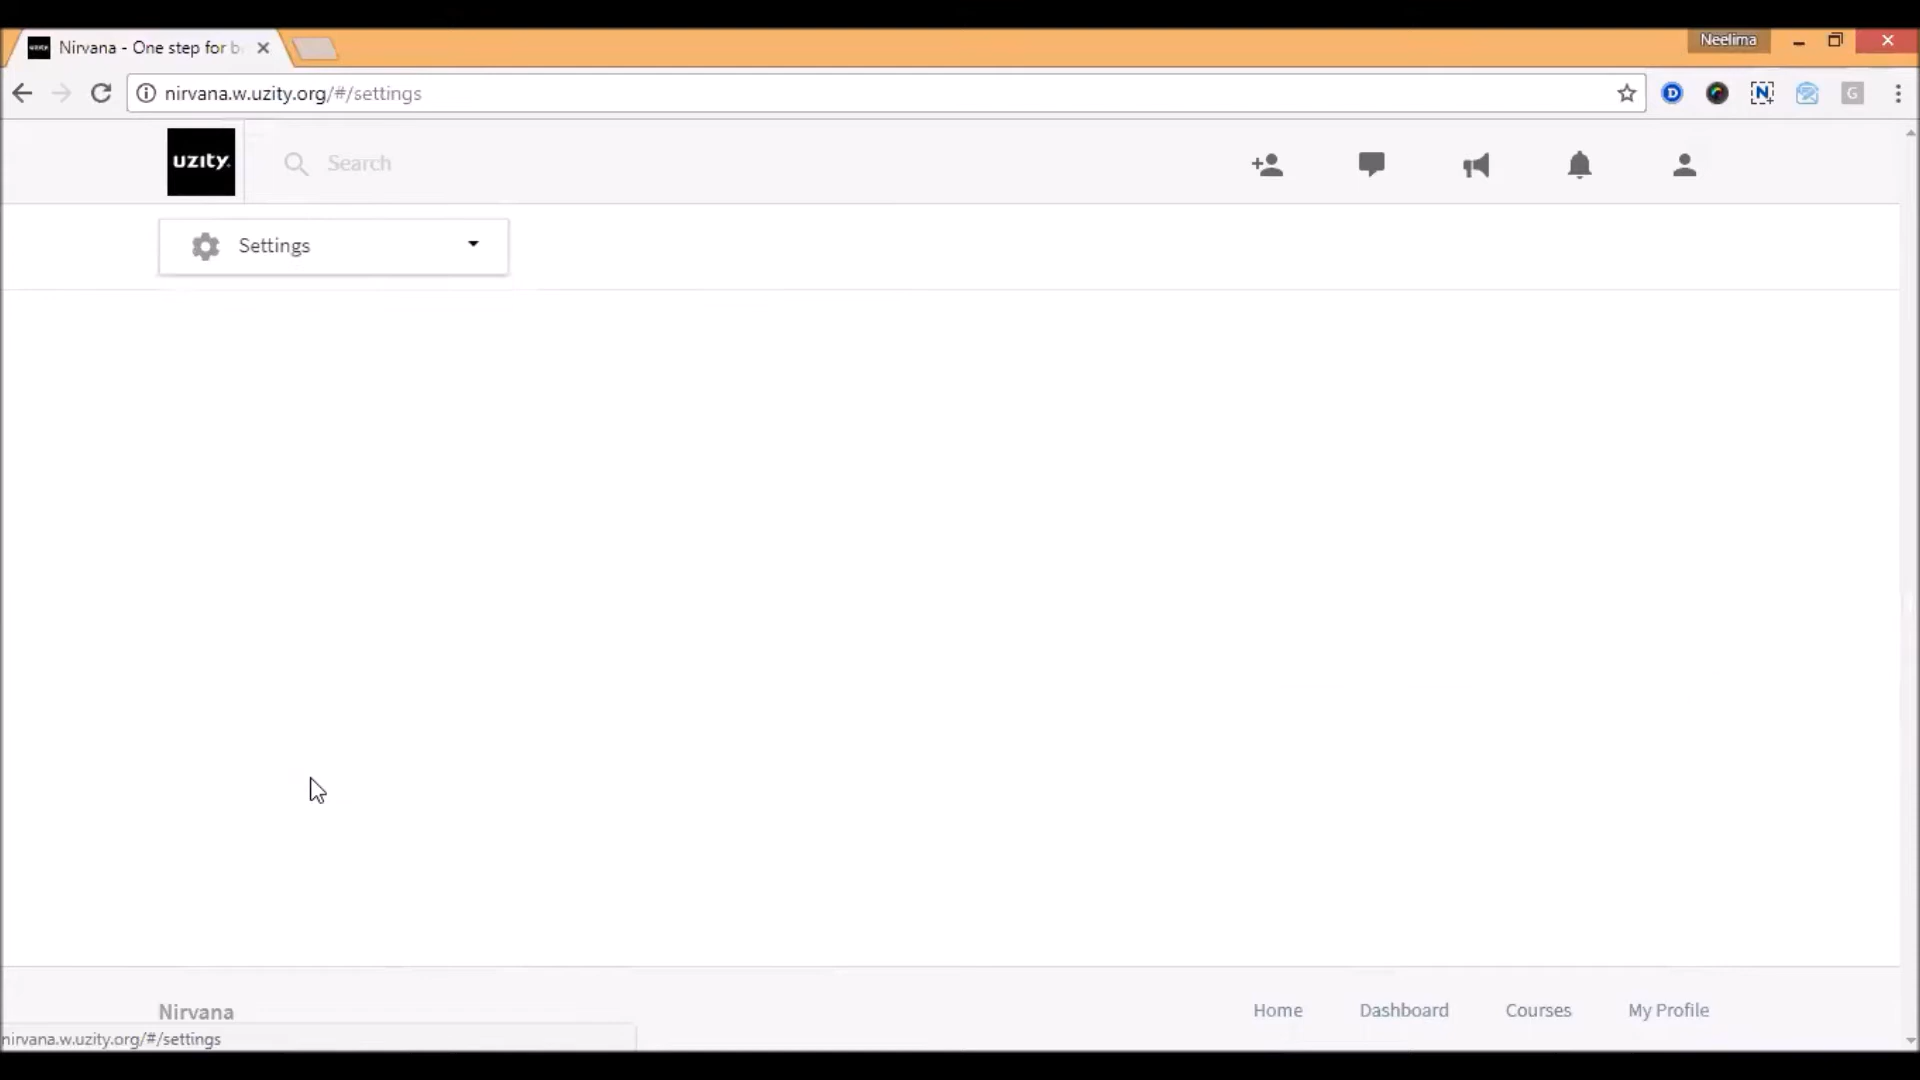 Nirvana - One step for b
Neelima
nirvana.w.uzity.org/#/settings
D
N
G
uzity.
Search
Settings
Nirvana
Home
Dashboard
Courses
My Profile
nirvana.w.uzity.org/#/settings